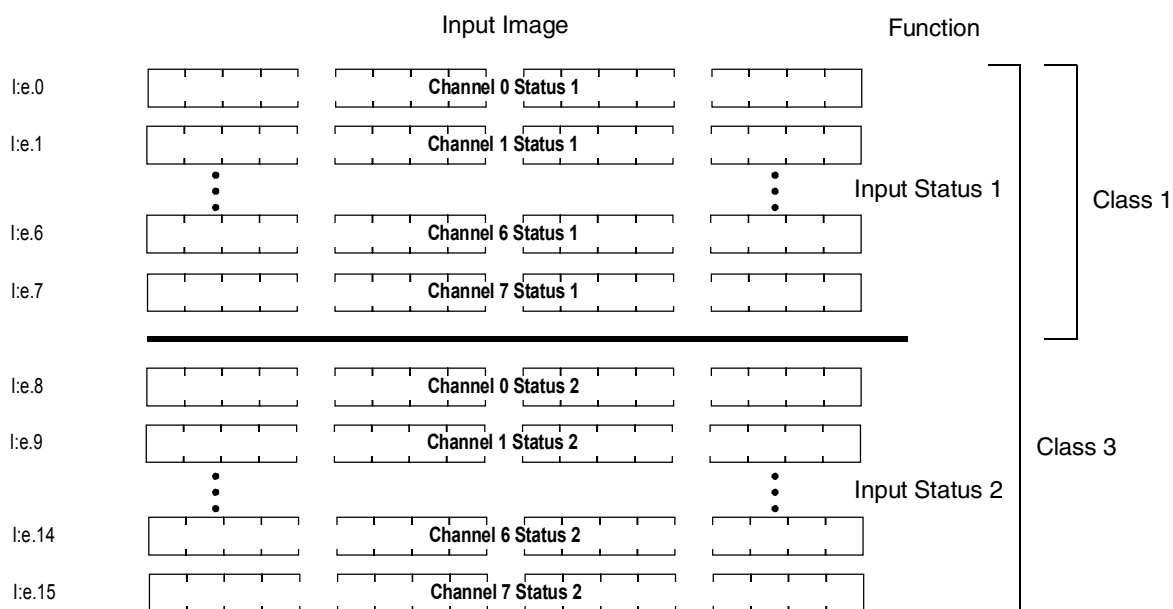 Input Image
Function
I:e.0
Channel 0 Status 1
I:e.1
Channel 1 Status 1
Input Status 1
Class 1
I:e.6
Channel 6 Status 1
I:e.7
Channel 7 Status 1
I:e.8
Channel 0 Status 2
I:e.9
Channel 1 Status 2
Class 3
Input Status 2
I:e.14
Channel 6 Status 2
I:e.15
Channel 7 Status 2